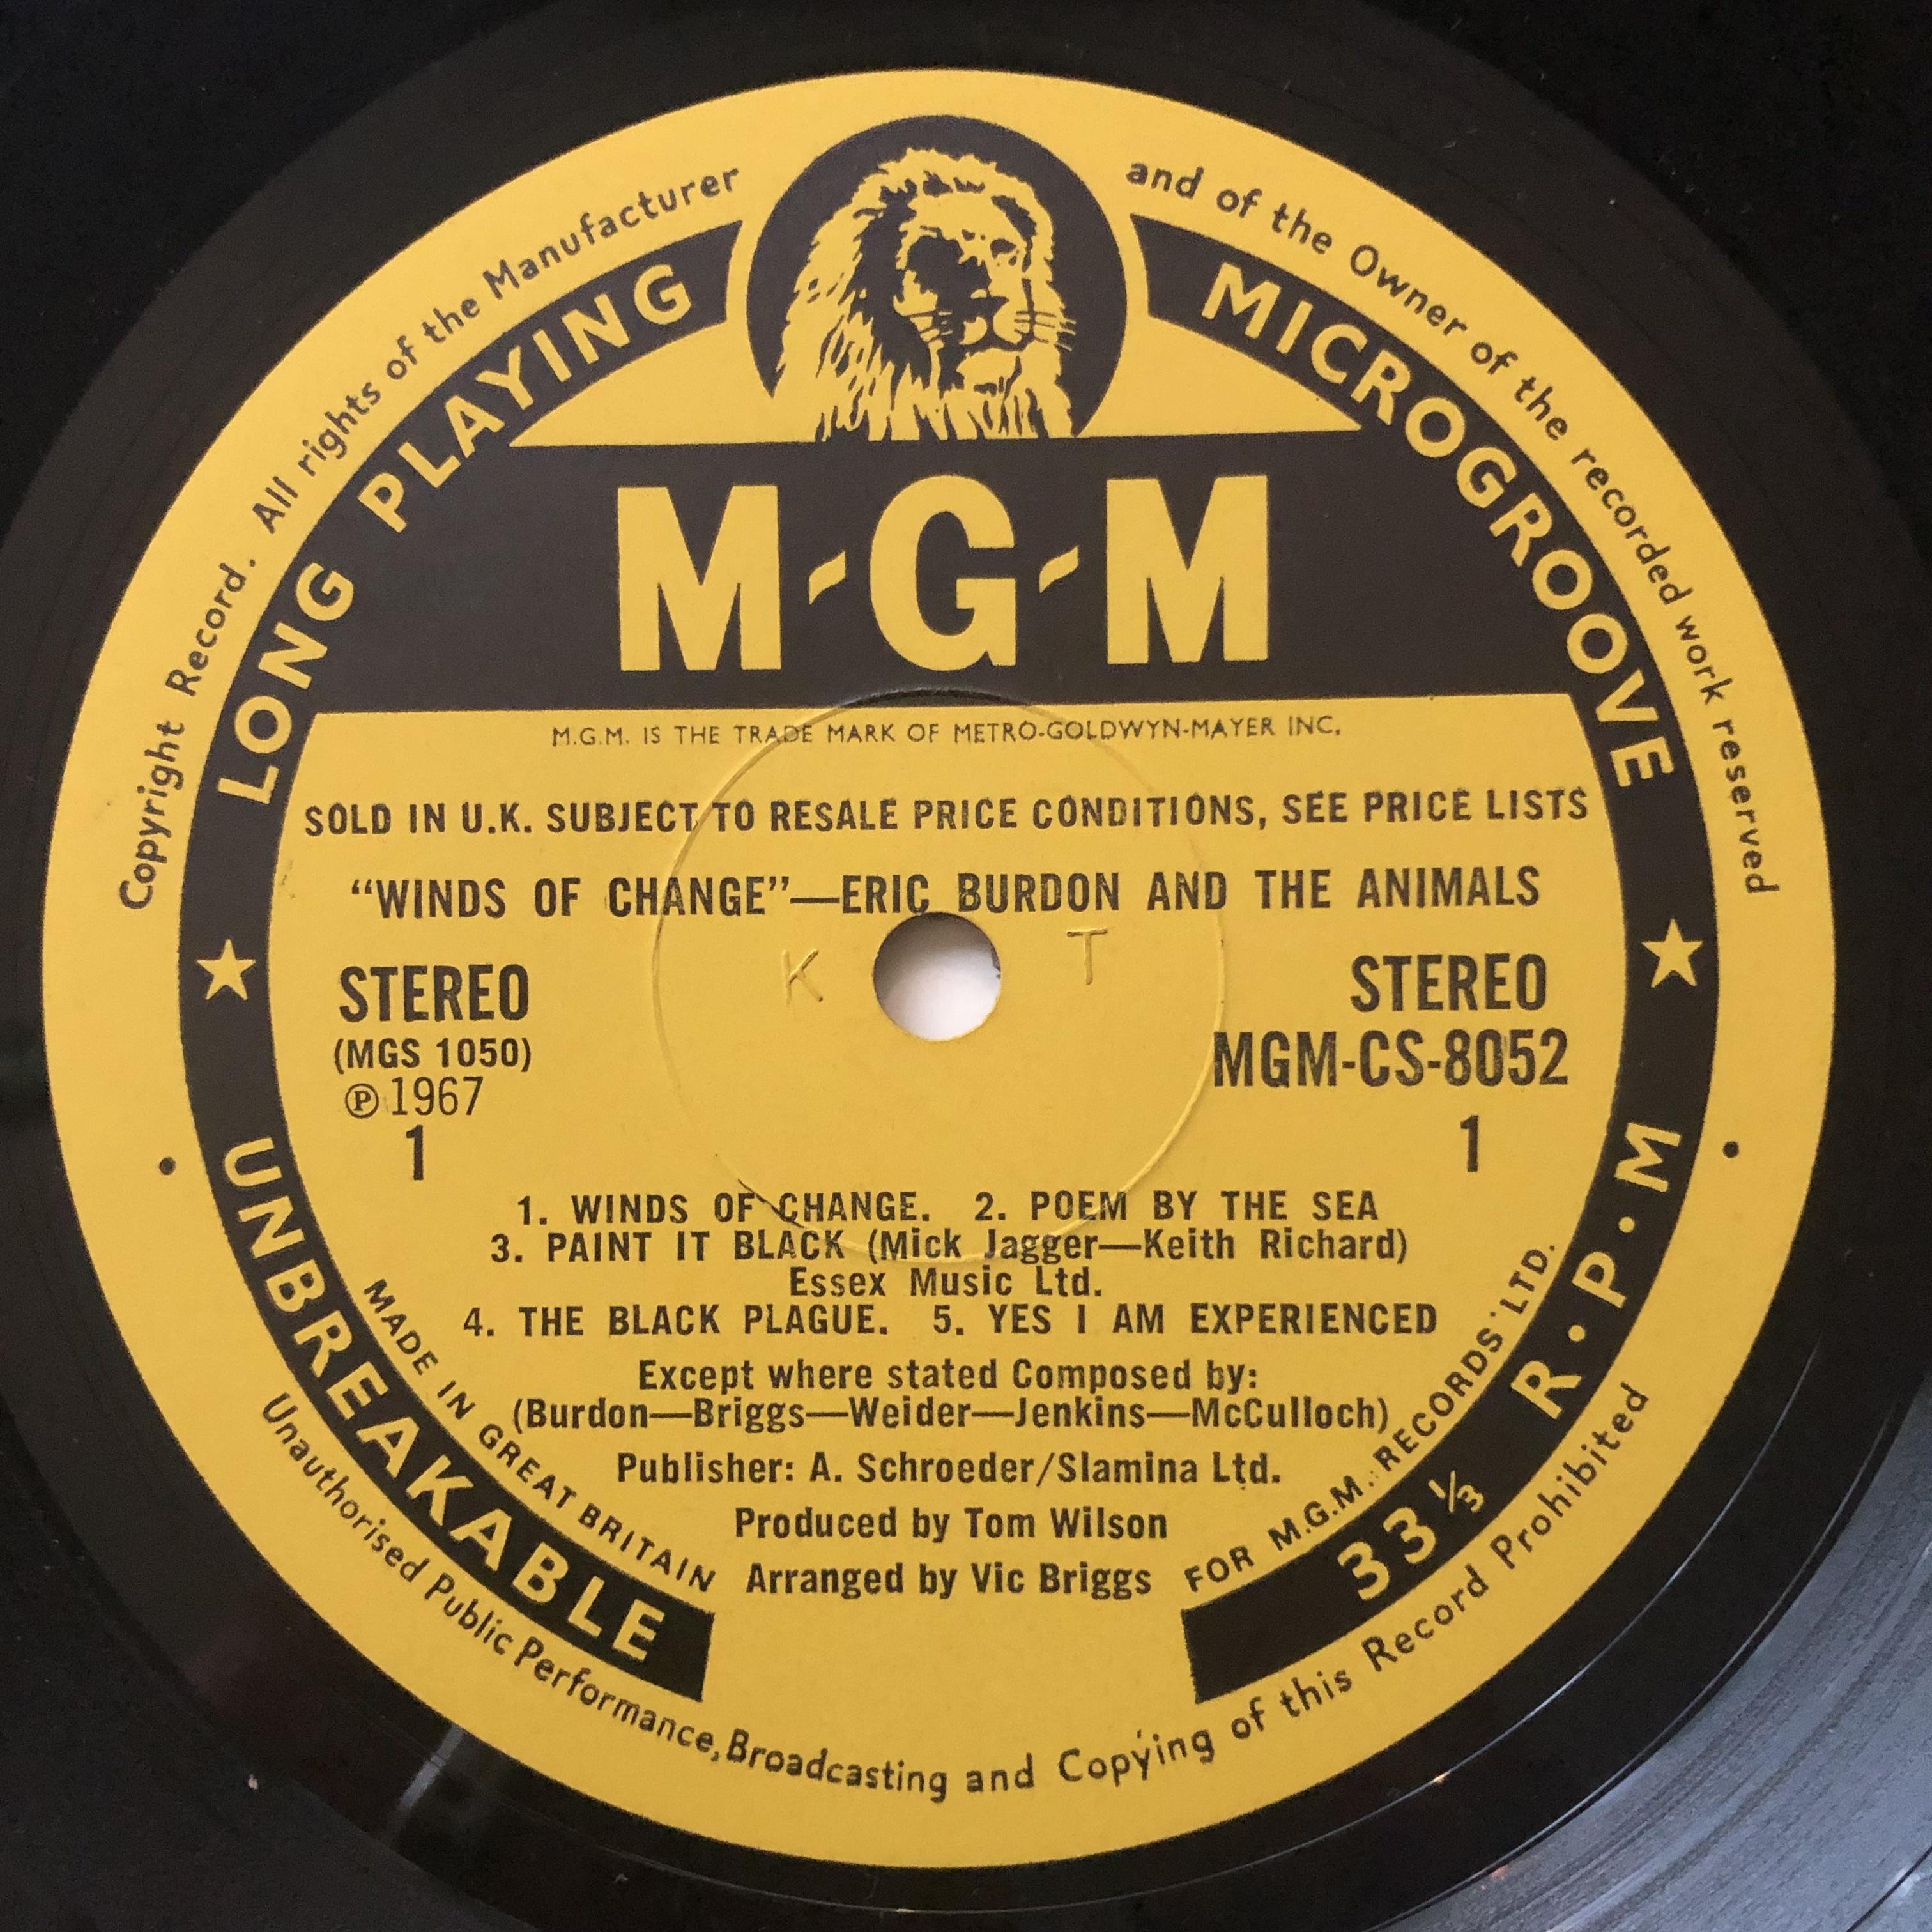 Copyright Record. All rights of the Manufacturer and of the Owner of the recorded work reserved
LONG PLAYING MICROGROOVE
M-G-M
M.G.M. IS THE TRADE MARK OF METRO-GOLDWYN-MAYER INC.
SOLD IN U.K. SUBJECT TO RESALE PRICE CONDITIONS, SEE PRICE LISTS
“WINDS OF CHANGE”—ERIC BURDON AND THE ANIMALS
K T
STEREO
(MGS 1050)
℗ 1967
1
STEREO
MGM-CS-8052
1
1. WINDS OF CHANGE. 2. POEM BY THE SEA
3. PAINT IT BLACK (Mick Jagger—Keith Richard)
Essex Music Ltd.
4. THE BLACK PLAGUE. 5. YES I AM EXPERIENCED
Except where stated Composed by:
(Burdon—Briggs—Weider—Jenkins—McCulloch)
Publisher: A. Schroeder/Slamina Ltd.
Produced by Tom Wilson
Arranged by Vic Briggs
MADE IN GREAT BRITAIN
FOR M.G.M. RECORDS LTD.
UNBREAKABLE
33⅓ R·P·M
Unauthorised Public Performance, Broadcasting and Copying of this Record Prohibited